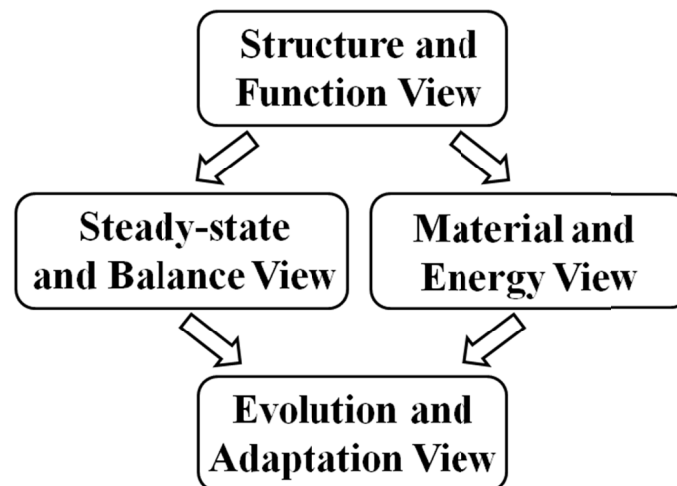 Structure and
Function View
Steady-state
and Balance View
Material and
Energy View
Evolution and
Adaptation View